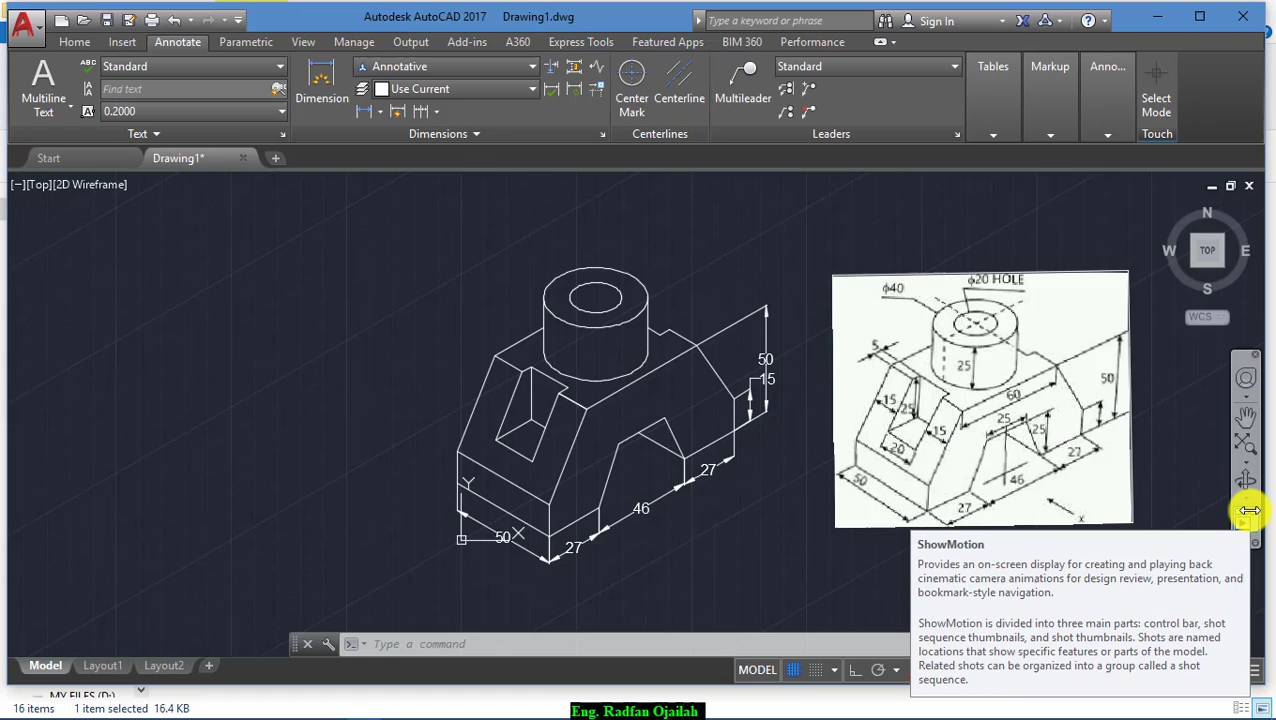 Autodesk AutoCAD 2017 Drawing1.dwg
Type a keyword or phrase
Sign In
Home Insert Annotate Parametric View Manage Output Add-ins A360 Express Tools Featured Apps BIM 360 Performance
A
Multiline
Text
ABC
Standard
Find text
0.2000
Text
Dimension
Annotative
Use Current
Dimensions
Center
Mark
Centerline
Centerlines
Multileader
Standard
Leaders
Tables
Markup
Anno...
Select
Mode
Touch
Start Drawing1*
[−][Top][2D Wireframe]
N
W TOP E
S
WCS
50
15
27
46
27
50
Y
X
ϕ20 HOLE
ϕ40
5
25
60
50
15
25
25
25
15
20
50
27
46
27
x
ShowMotion
Provides an on-screen display for creating and playing back
cinematic camera animations for design review, presentation, and
bookmark-style navigation.
ShowMotion is divided into three main parts: control bar, shot
sequence thumbnails, and shot thumbnails. Shots are named
locations that show specific features or parts of the model.
Related shots can be organized into a group called a shot
sequence.
Type a command
Model Layout1 Layout2 +
MODEL
MY FILES (D:)
16 items 1 item selected 16.4 KB
Eng. Radfan Ojailah